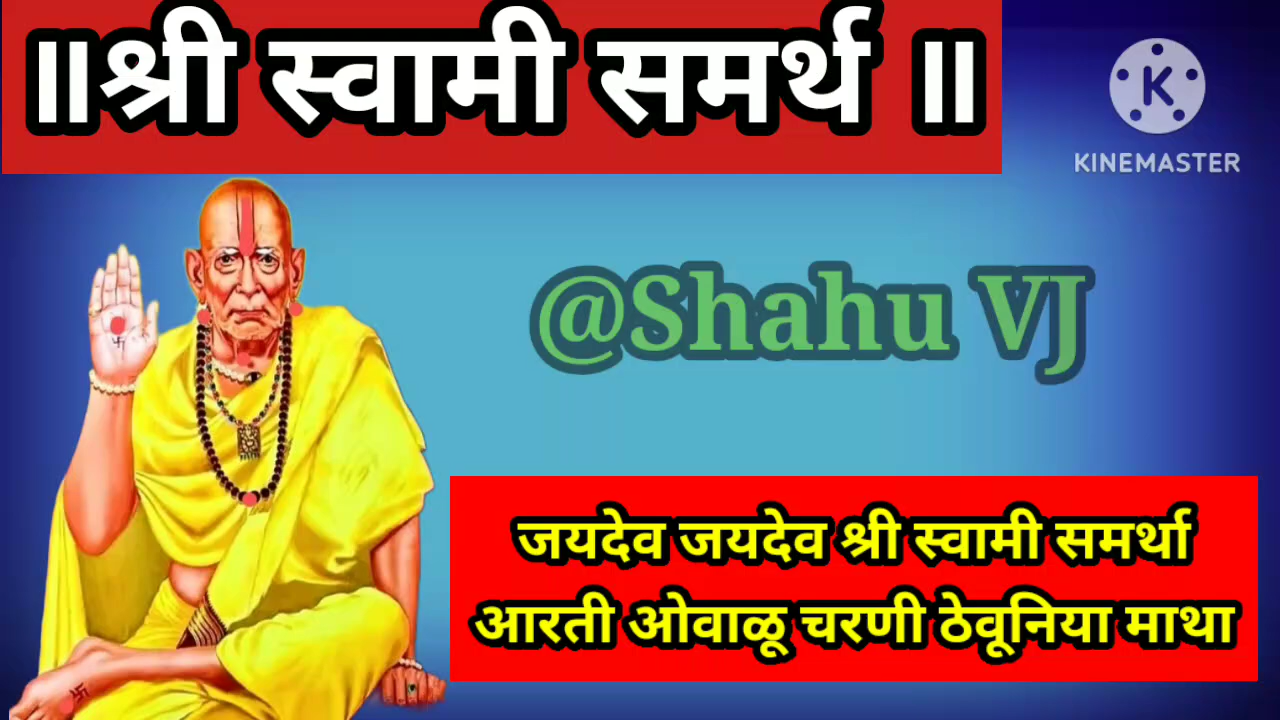 ॥श्री स्वामी समर्थ ॥
K
KINEMASTER
@Shahu VJ
जयदेव जयदेव श्री स्वामी समर्था
आरती ओवाळू चरणी ठेवूनिया माथा